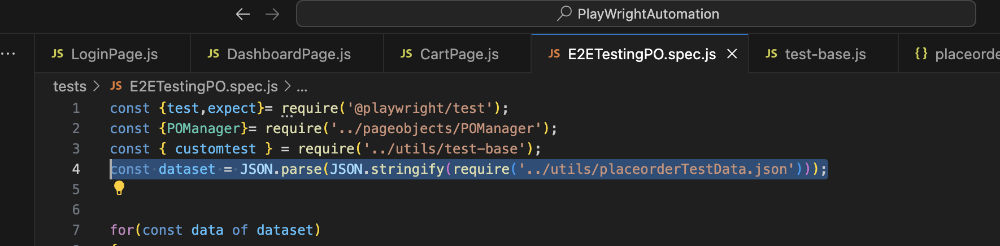 PlayWrightAutomation
... JS LoginPage.js JS DashboardPage.js JS CartPage.js JS E2ETestingPO.spec.js JS test-base.js {} placeorde
tests > JS E2ETestingPO.spec.js > ...
1 const {test,expect}= require('@playwright/test');
2 const {POManager}= require('../pageobjects/POManager');
3 const { customtest } = require('../utils/test-base');
4 const dataset = JSON.parse(JSON.stringify(require('../utils/placeorderTestData.json')));
5
6
7 for(const data of dataset)